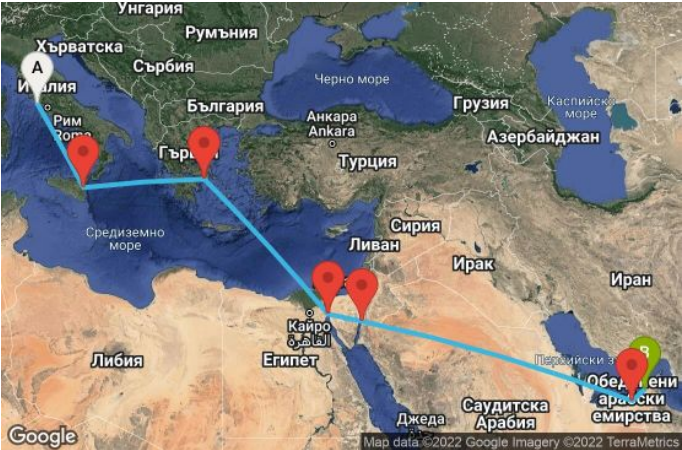 Унгария
Румъния
Хърватска
A
Сърбия
Италия
Черно море
Каспийско
море
Рим
Roma
България
Анкара
Ankara
Грузия
Азербайджан
Турция
Средиземно
море
Сирия
Ливан
Ирак
Иран
Кайро
القاهرة
Либия
Египет
Персийски
B
Обединени
арабски
емирства
Саудитска
Арабия
Джеда
Google
Map data ©2022 Google Imagery ©2022 TerraMetrics